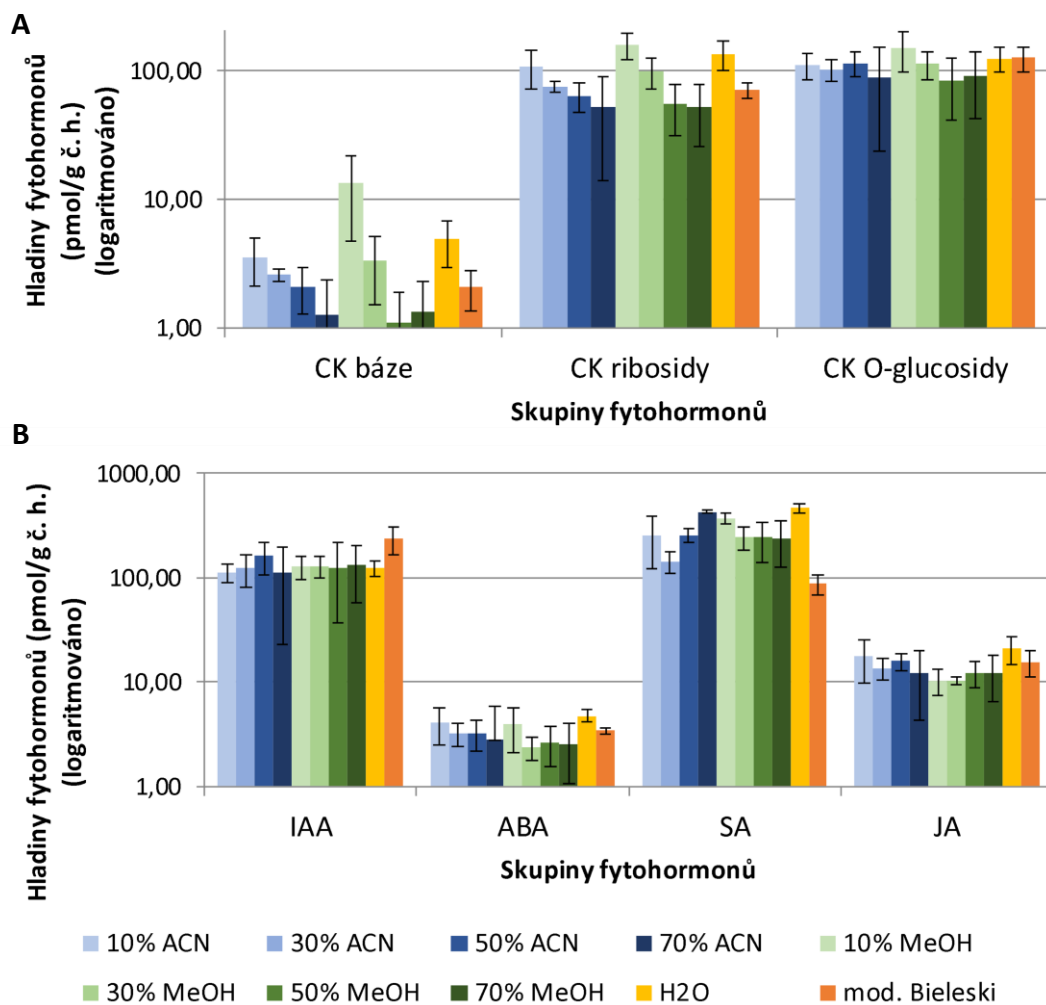 A
Hladiny fytohormonů
(pmol/g č. h.)
(logaritmováno)
100,00
10,00
1,00
CK báze
CK ribosidy
CK O-glucosidy
Skupiny fytohormonů
B
Hladiny fytohormonů (pmol/g č. h.)
(logaritmováno)
1000,00
100,00
10,00
1,00
IAA
ABA
SA
JA
Skupiny fytohormonů
10% ACN
30% ACN
50% ACN
70% ACN
10% MeOH
30% MeOH
50% MeOH
70% MeOH
H2O
mod. Bieleski